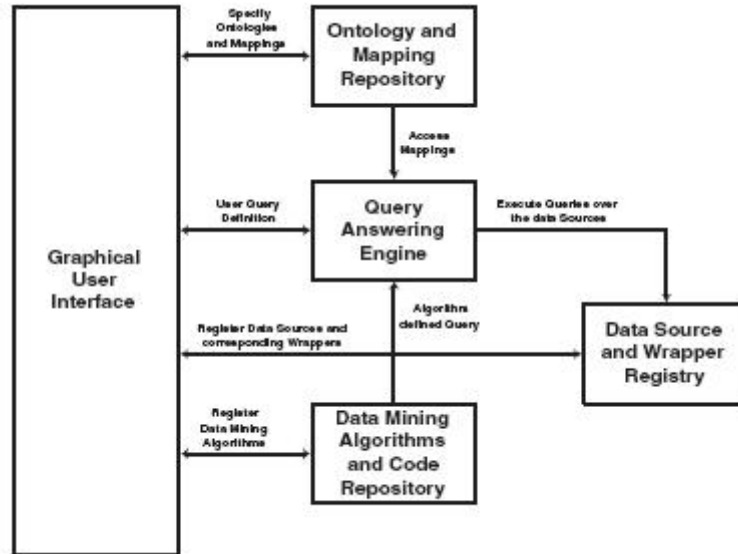 Specify
Ontologies
and Mappings
Ontology and
Mapping
Repository
Access
Mappings
User Query
Definition
Query
Answering
Engine
Execute Queries over
the data Sources
Graphical
User
Interface
Algorithm
defined Query
Register Data Sources and
corresponding Wrappers
Data Source
and Wrapper
Registry
Register
Data Mining
Algorithms
Data Mining
Algorithms
and Code
Repository